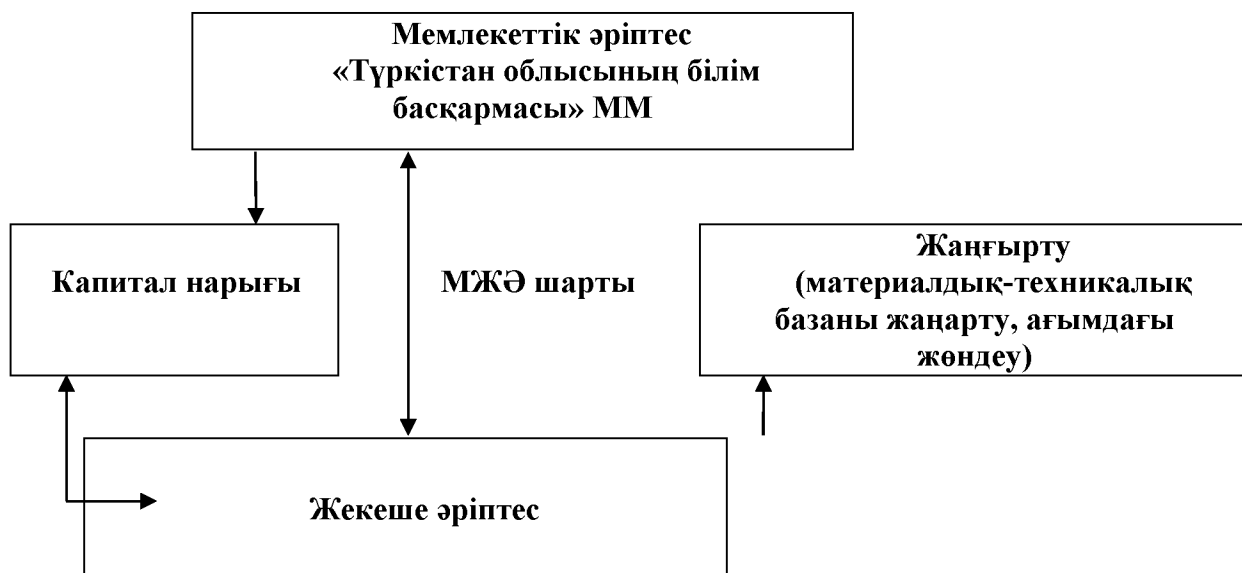 Мемлекеттік әріптес
«Түркістан облысының білім
басқармасы» ММ
Капитал нарығы
МЖӘ шарты
Жаңғырту
(материалдық-техникалық
базаны жаңарту, ағымдағы
жөндеу)
Жекеше әріптес